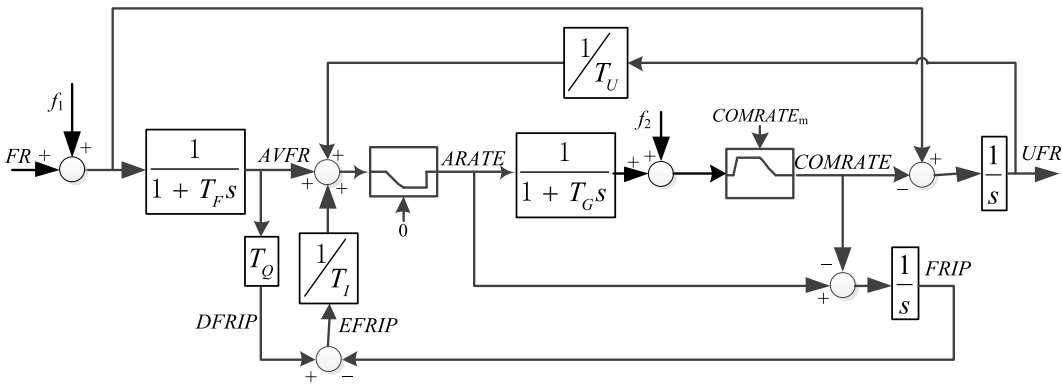 1/T_U
f_1
f_2
COMRATE_m
FR + +
1
1 + T_F s
AVFR
+ + +
ARATE
1
1 + T_G s
+ +
COMRATE
- +
1
s
UFR
0
T_Q
1/T_I
- +
1
s
FRIP
DFRIP
EFRIP
+ -